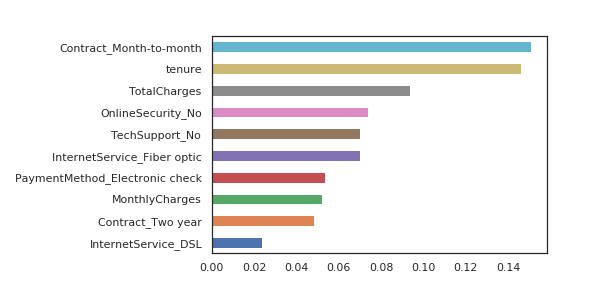 Contract_Month-to-month
tenure
TotalCharges
OnlineSecurity_No
TechSupport_No
InternetService_Fiber optic
PaymentMethod_Electronic check
MonthlyCharges
Contract_Two year
InternetService_DSL
0.00 0.02 0.04 0.06 0.08 0.10 0.12 0.14